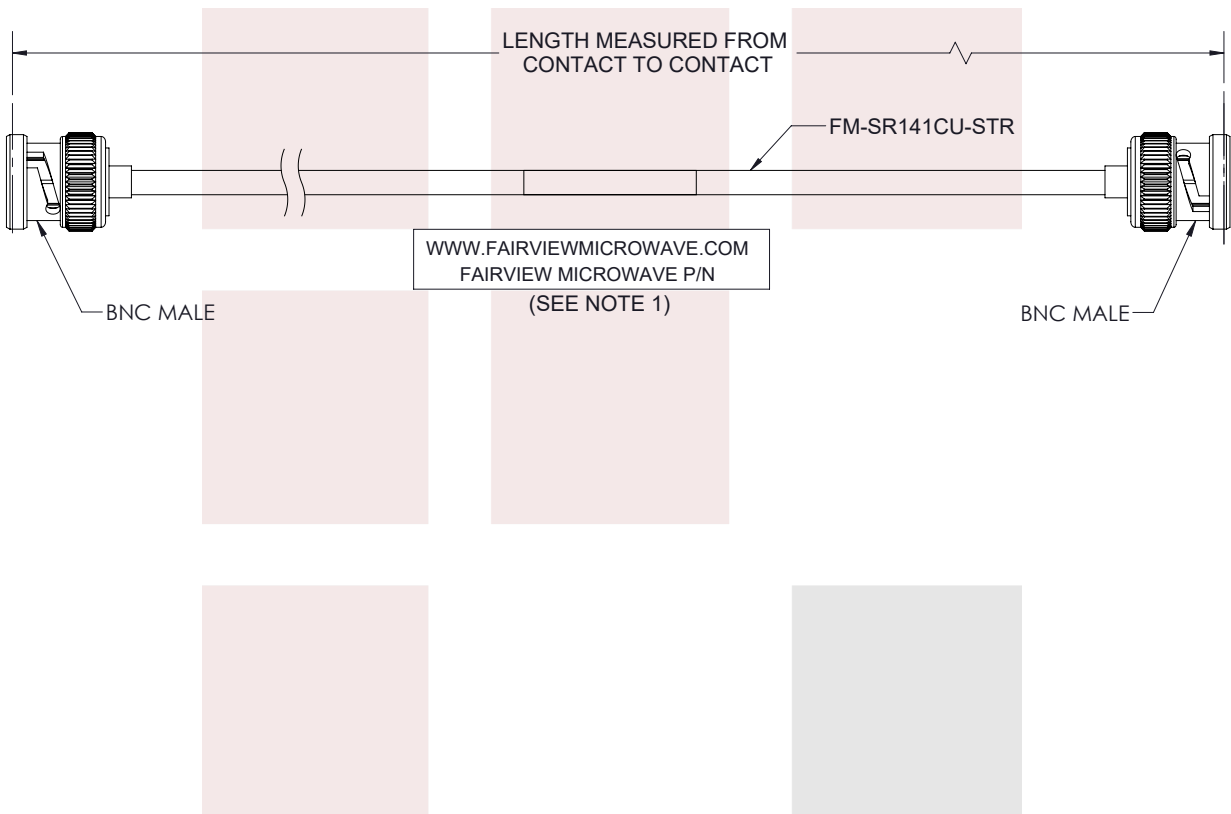 LENGTH MEASURED FROM
CONTACT TO CONTACT
FM-SR141CU-STR
WWW.FAIRVIEWMICROWAVE.COM
FAIRVIEW MICROWAVE P/N
(SEE NOTE 1)
BNC MALE
BNC MALE